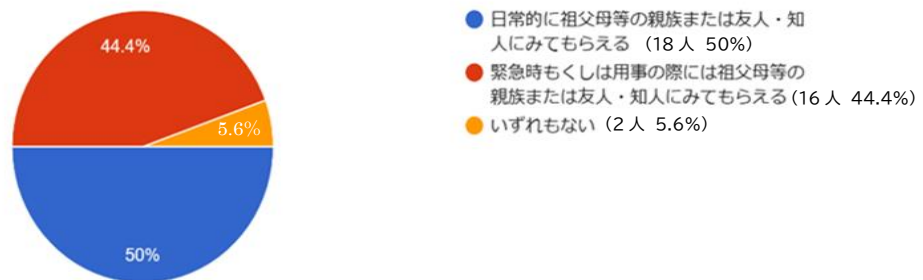 44.4%
5.6%
50%
日常的に祖父母等の親族または友人・知
人にみてもらえる (18人 50%)
緊急時もくしは用事の際には祖父母等の
親族または友人・知人にみてもらえる(16人 44.4%)
いずれもない (2人 5.6%)